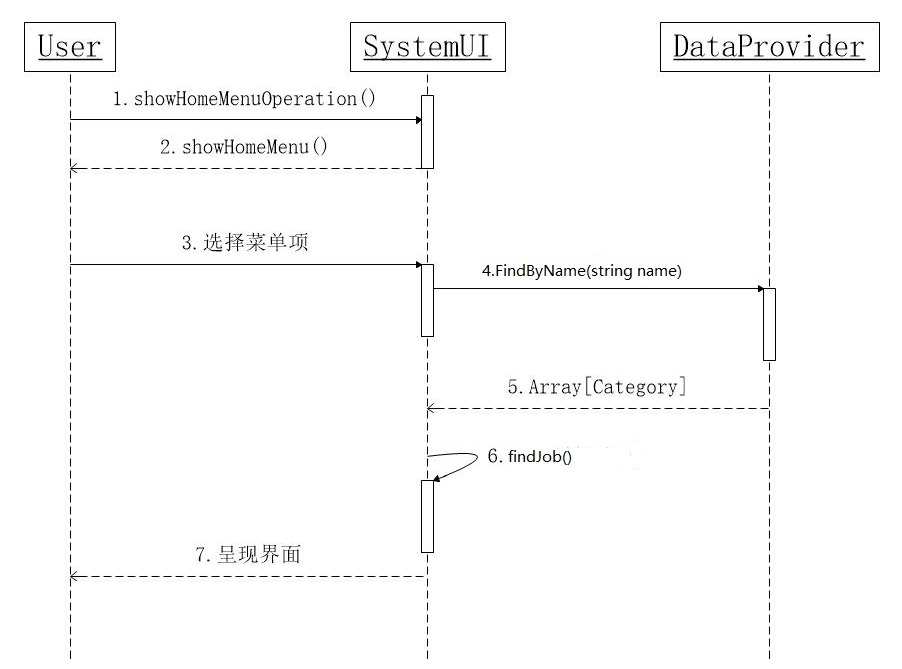 User
SystemUI
DataProvider
1.showHomeMenuOperation()
2.showHomeMenu()
3.选择菜单项
4.FindByName(string name)
5.Array[Category]
6.findJob()
7.呈现界面